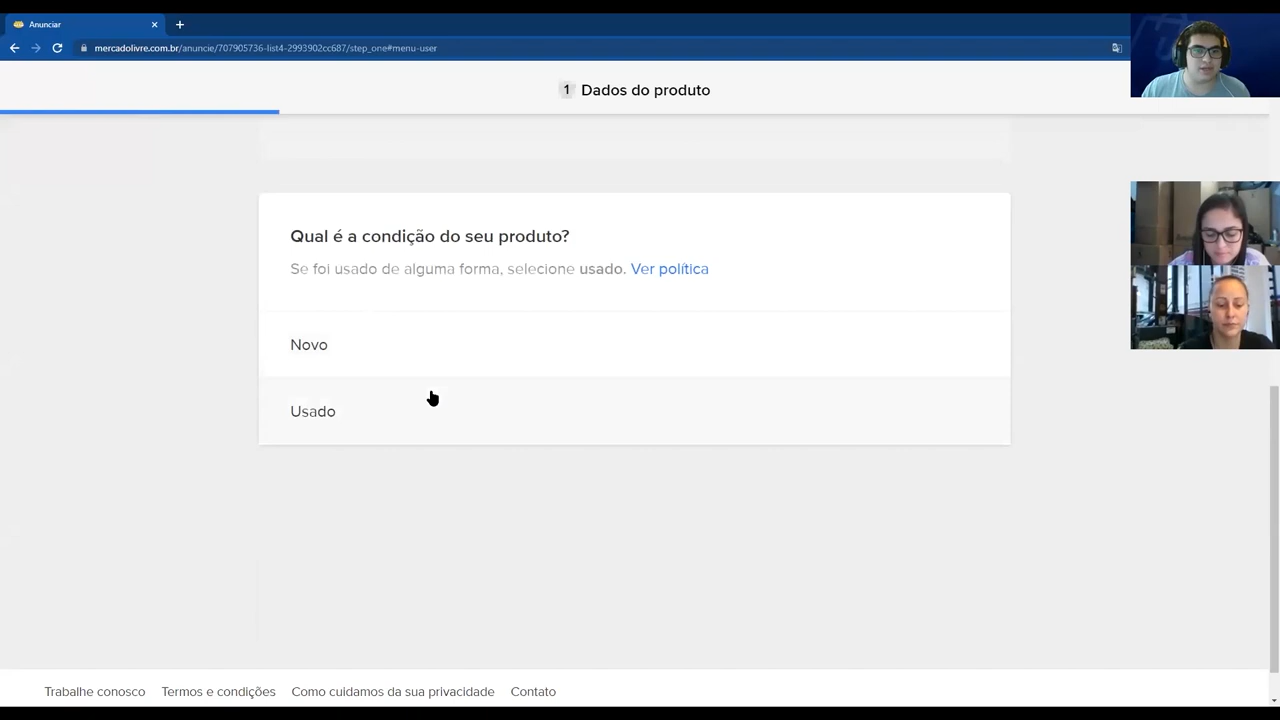 Anunciar
mercadolivre.com.br/anuncie/707905736-list4-2993902cc687/step_one#menu-user
1 Dados do produto
Qual é a condição do seu produto?
Se foi usado de alguma forma, selecione usado. Ver política
Novo
Usado
Trabalhe conosco Termos e condições Como cuidamos da sua privacidade Contato